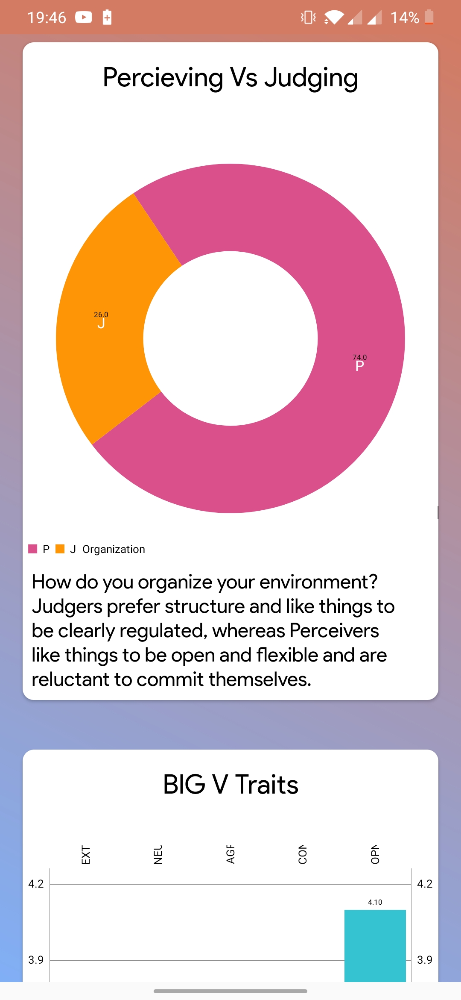 19:46
14%
Percieving Vs Judging
26.0
J
74.0
P
P J Organization
How do you organize your environment?
Judgers prefer structure and like things to
be clearly regulated, whereas Perceivers
like things to be open and flexible and are
reluctant to commit themselves.
BIG V Traits
EXT NEU AGR CON OPN
4.2 4.2
4.10
3.9 3.9